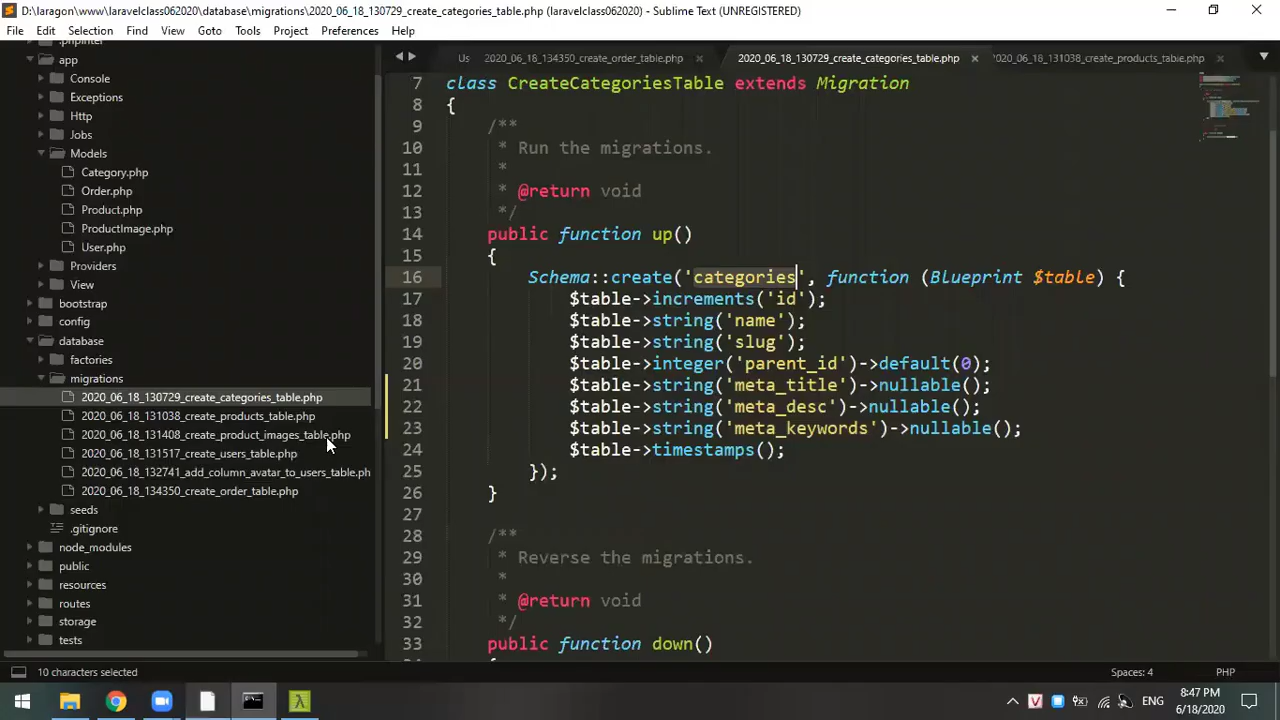 D:\laragon\www\laravelclass062020\database\migrations\2020_06_18_130729_create_categories_table.php (laravelclass062020) - Sublime Text (UNREGISTERED)
File Edit Selection Find View Goto Tools Project Preferences Help
.phpinter
app
Console
Exceptions
Http
Jobs
Models
Category.php
Order.php
Product.php
ProductImage.php
User.php
Providers
View
bootstrap
config
database
factories
migrations
2020_06_18_130729_create_categories_table.php
2020_06_18_131038_create_products_table.php
2020_06_18_131408_create_product_images_table.php
2020_06_18_131517_create_users_table.php
2020_06_18_132741_add_column_avatar_to_users_table.ph
2020_06_18_134350_create_order_table.php
seeds
.gitignore
node_modules
public
resources
routes
storage
tests
Us 2020_06_18_134350_create_order_table.php 2020_06_18_130729_create_categories_table.php 2020_06_18_131038_create_products_table.php
7 class CreateCategoriesTable extends Migration
8 {
9 /**
10 * Run the migrations.
11 *
12 * @return void
13 */
14 public function up()
15 {
16 Schema::create('categories', function (Blueprint $table) {
17 $table->increments('id');
18 $table->string('name');
19 $table->string('slug');
20 $table->integer('parent_id')->default(0);
21 $table->string('meta_title')->nullable();
22 $table->string('meta_desc')->nullable();
23 $table->string('meta_keywords')->nullable();
24 $table->timestamps();
25 });
26 }
27
28 /**
29 * Reverse the migrations.
30 *
31 * @return void
32 */
33 public function down()
10 characters selected Spaces: 4 PHP
V ENG 8:47 PM
6/18/2020